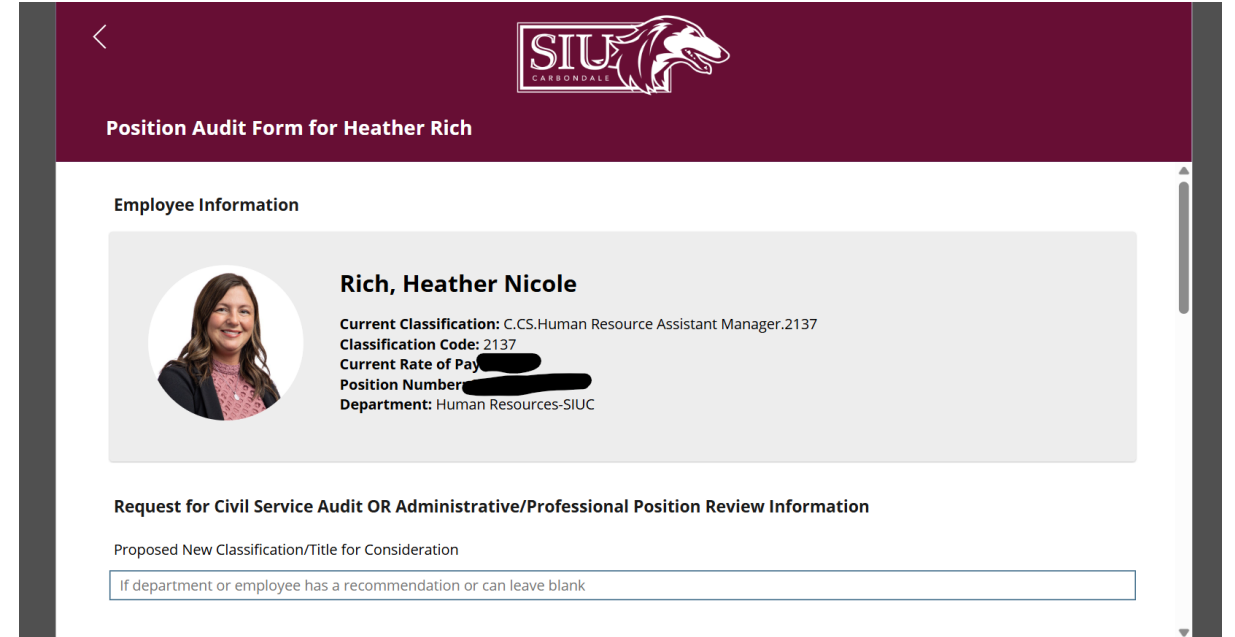 SIU
CARBONDALE
Position Audit Form for Heather Rich
Employee Information
Rich, Heather Nicole
Current Classification: C.CS.Human Resource Assistant Manager.2137
Classification Code: 2137
Current Rate of Pay
Position Number
Department: Human Resources-SIUC
Request for Civil Service Audit OR Administrative/Professional Position Review Information
Proposed New Classification/Title for Consideration
If department or employee has a recommendation or can leave blank